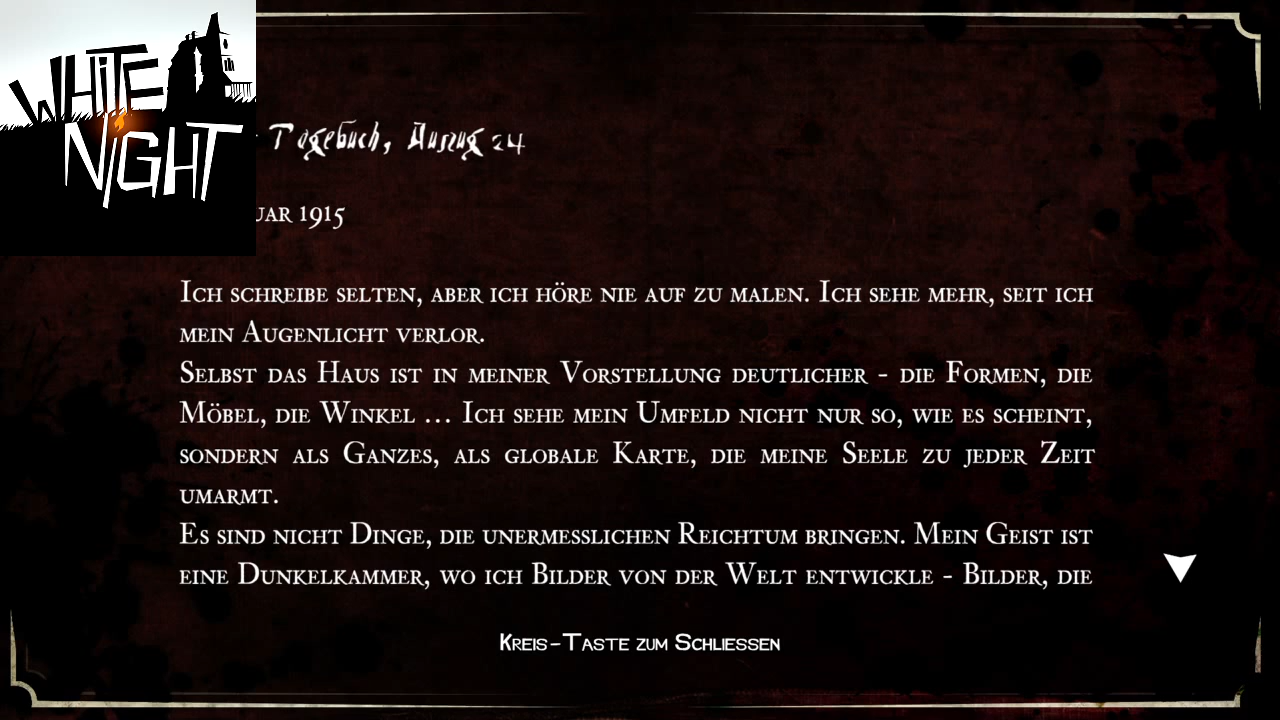 WHITE
NIGHT
Tagebuch, Auszug 24
uar 1915
Ich schreibe selten, aber ich höre nie auf zu malen. Ich sehe mehr, seit ich
mein Augenlicht verlor.
Selbst das Haus ist in meiner Vorstellung deutlicher - die Formen, die
Möbel, die Winkel ... Ich sehe mein Umfeld nicht nur so, wie es scheint,
sondern als Ganzes, als globale Karte, die meine Seele zu jeder Zeit
umarmt.
Es sind nicht Dinge, die unermesslichen Reichtum bringen. Mein Geist ist
eine Dunkelkammer, wo ich Bilder von der Welt entwickle - Bilder, die
Kreis-Taste zum Schliessen